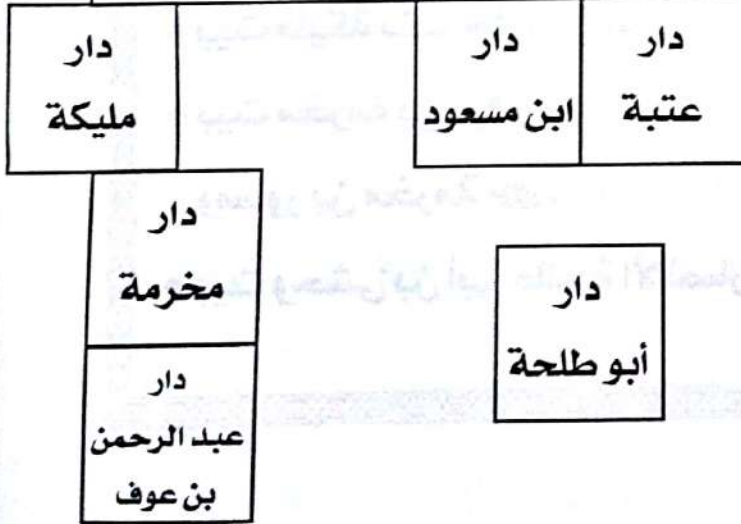 دار
عتبة
دار
ابن مسعود
دار
مليكة
دار
مخرمة
دار
أبو طلحة
دار
عبد الرحمن
بن عوف